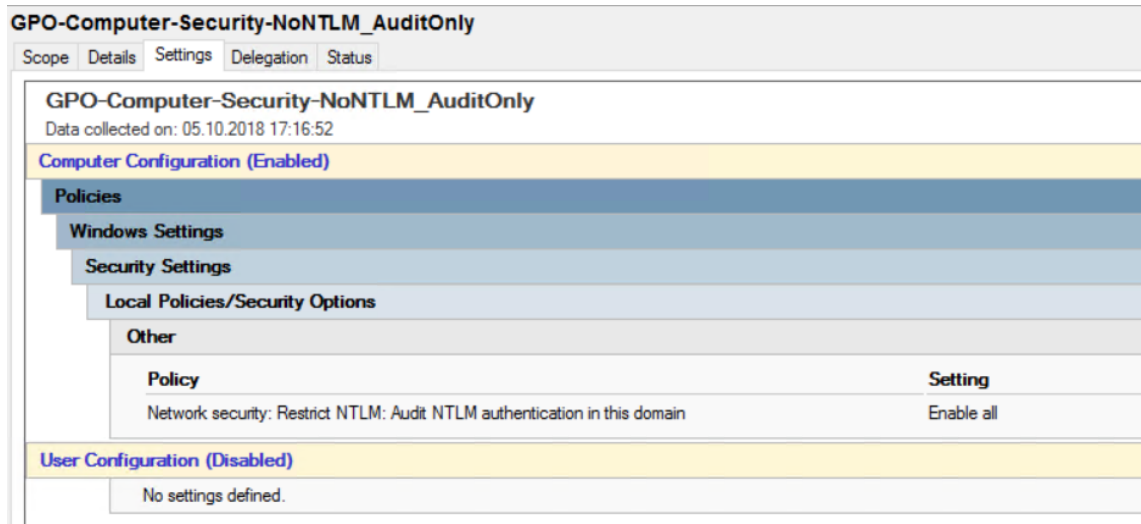 GPO-Computer-Security-NoNTLM_AuditOnly
Scope Details Settings Delegation Status
GPO-Computer-Security-NoNTLM_AuditOnly
Data collected on: 05.10.2018 17:16:52
Computer Configuration (Enabled)
Policies
Windows Settings
Security Settings
Local Policies/Security Options
Other
Policy Setting
Network security: Restrict NTLM: Audit NTLM authentication in this domain Enable all
User Configuration (Disabled)
No settings defined.